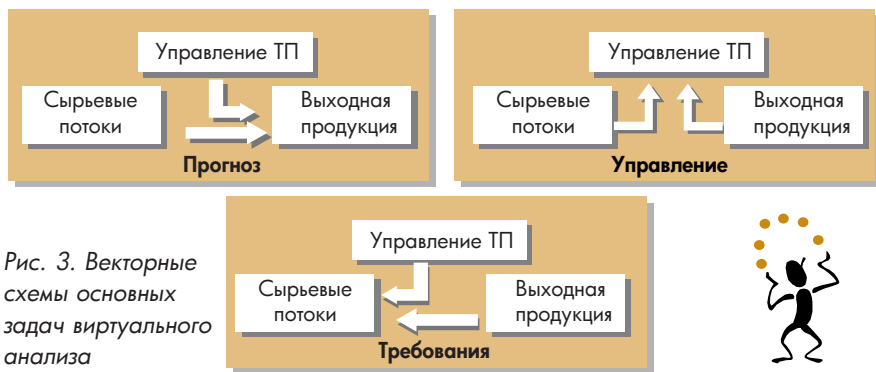 Управление ТП
Сырьевые
потоки
Выходная
продукция
Прогноз
Управление ТП
Сырьевые
потоки
Выходная
продукция
Управление
Рис. 3. Векторные
схемы основных
задач виртуального
анализа
Управление ТП
Сырьевые
потоки
Выходная
продукция
Требования